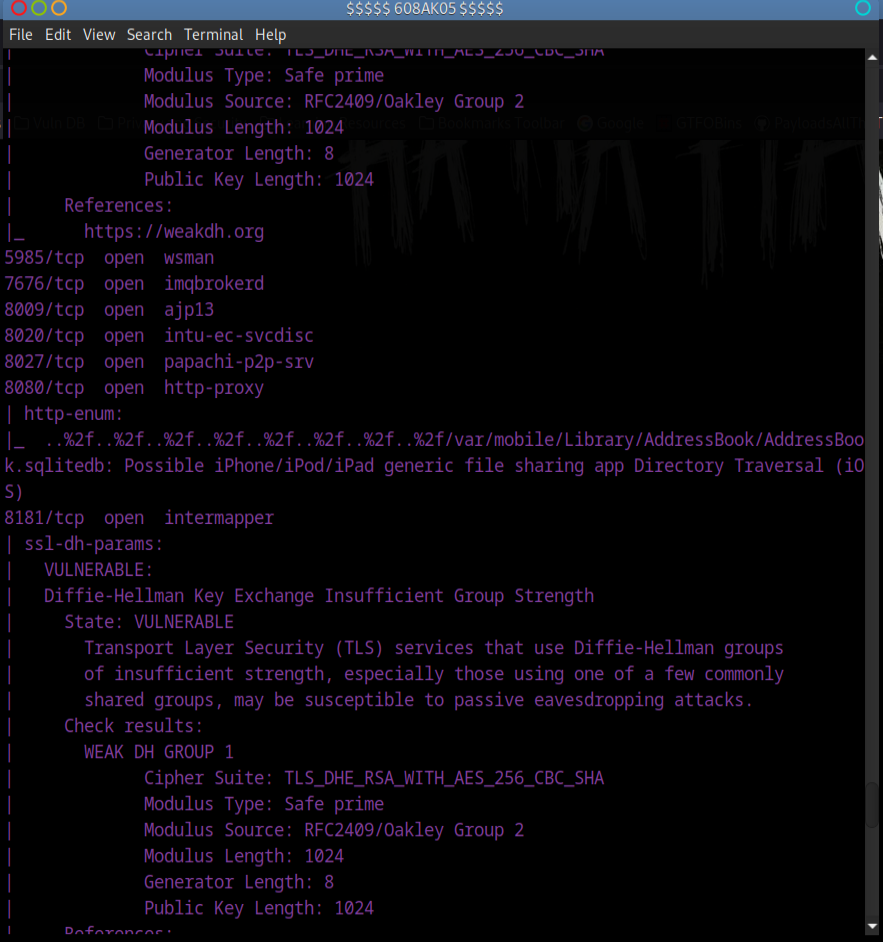 $$$$$ 608AK05 $$$$$
File Edit View Search Terminal Help
| Cipher Suite: TLS_DHE_RSA_WITH_AES_256_CBC_SHA
| Modulus Type: Safe prime
| Modulus Source: RFC2409/Oakley Group 2
| Modulus Length: 1024
| Generator Length: 8
| Public Key Length: 1024
| References:
|_ https://weakdh.org
5985/tcp open wsman
7676/tcp open imqbrokerd
8009/tcp open ajp13
8020/tcp open intu-ec-svcdisc
8027/tcp open papachi-p2p-srv
8080/tcp open http-proxy
| http-enum:
|_ ..%2f..%2f..%2f..%2f..%2f..%2f..%2f..%2f/var/mobile/Library/AddressBook/AddressBoo
k.sqlitedb: Possible iPhone/iPod/iPad generic file sharing app Directory Traversal (iO
S)
8181/tcp open intermapper
| ssl-dh-params:
| VULNERABLE:
| Diffie-Hellman Key Exchange Insufficient Group Strength
| State: VULNERABLE
| Transport Layer Security (TLS) services that use Diffie-Hellman groups
| of insufficient strength, especially those using one of a few commonly
| shared groups, may be susceptible to passive eavesdropping attacks.
| Check results:
| WEAK DH GROUP 1
| Cipher Suite: TLS_DHE_RSA_WITH_AES_256_CBC_SHA
| Modulus Type: Safe prime
| Modulus Source: RFC2409/Oakley Group 2
| Modulus Length: 1024
| Generator Length: 8
| Public Key Length: 1024
| References: